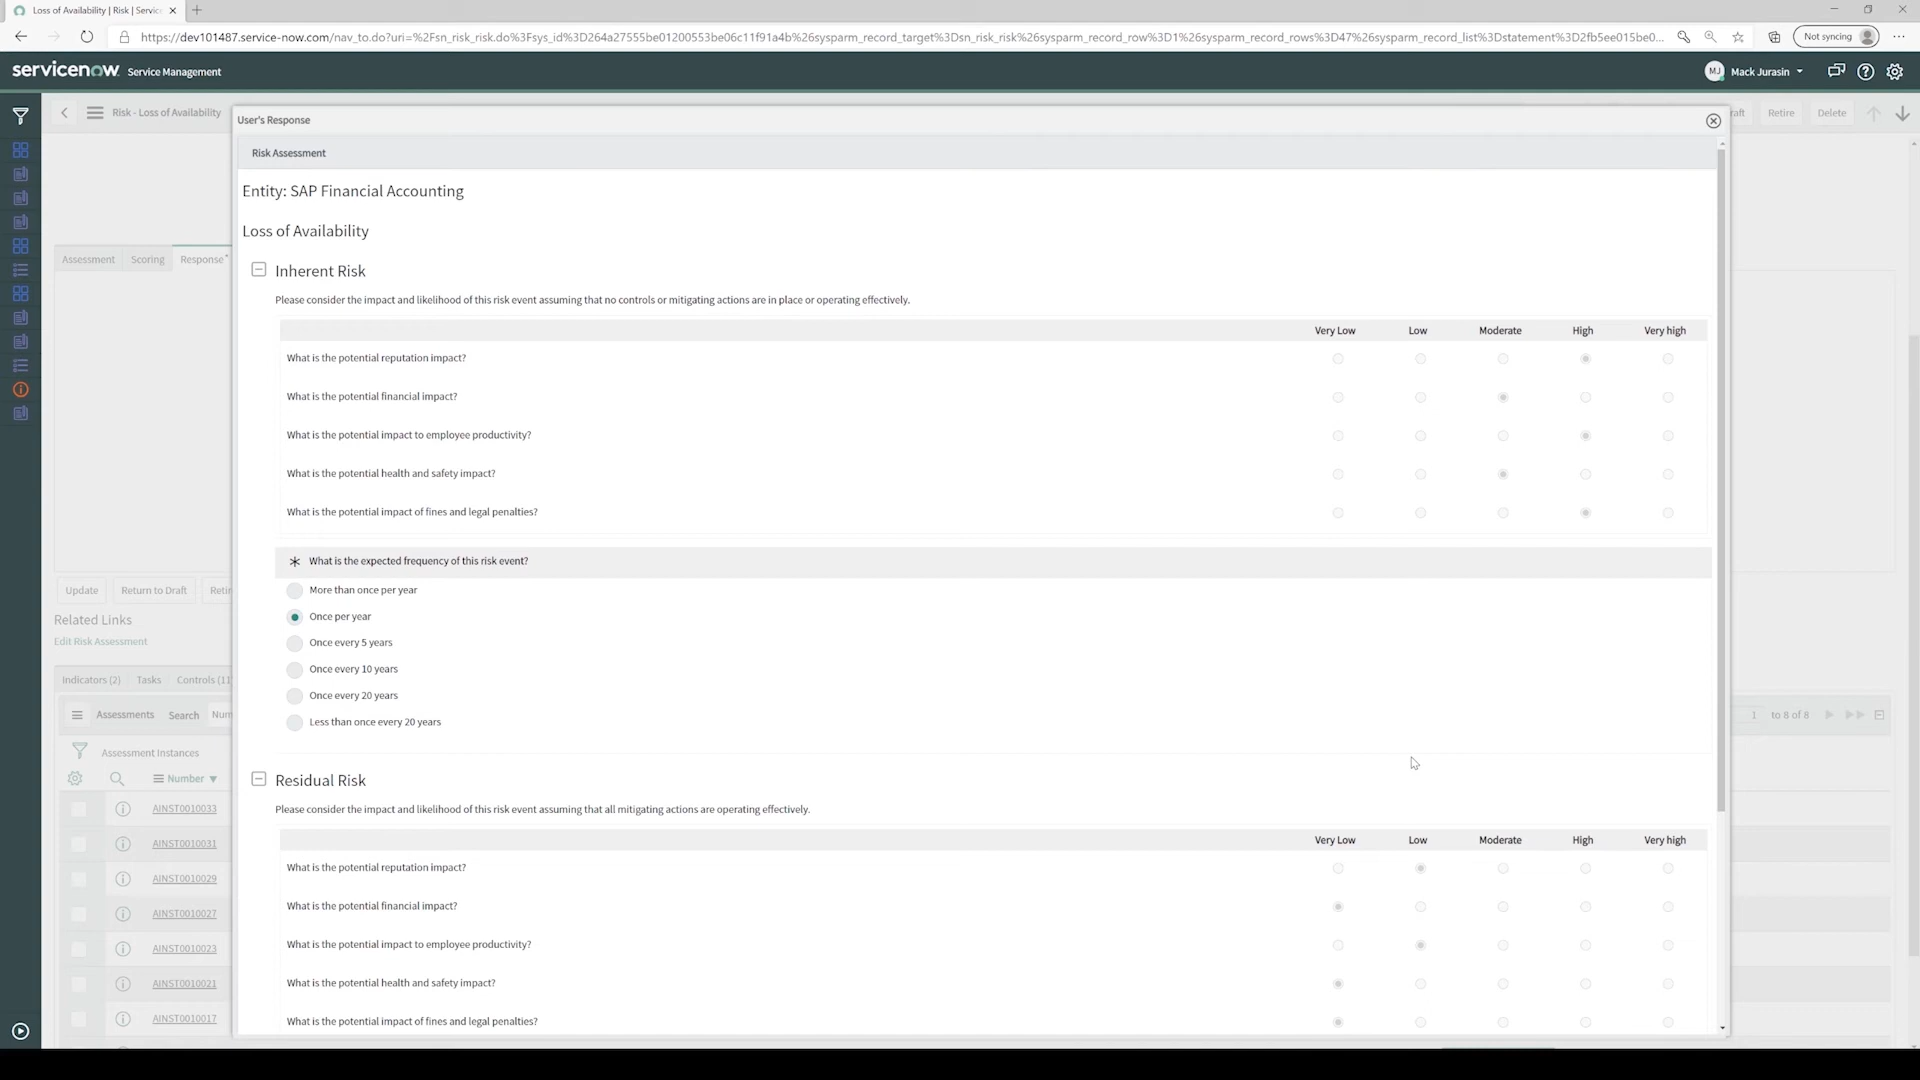 Loss of Availability | Risk | Servic
https://dev101487.service-now.com/nav_to.do?uri=%2Fsn_risk_risk.do%3Fsys_id%3D264a27555be01200553be06c11f91a4b%26sysparm_record_target%3Dsn_risk_risk%26sysparm_record_row%3D1%26sysparm_record_rows%3D47%26sysparm_record_list%3Dstatement%3D2fb5ee015be0...
Not syncing
servicenow Service Management
MJ Mack Jurasin
Risk - Loss of Availability
raft Retire Delete
User's Response
Risk Assessment
Entity: SAP Financial Accounting
Loss of Availability
Assessment Scoring Response*
Inherent Risk
Please consider the impact and likelihood of this risk event assuming that no controls or mitigating actions are in place or operating effectively.
Very Low Low Moderate High Very high
What is the potential reputation impact?
What is the potential financial impact?
What is the potential impact to employee productivity?
What is the potential health and safety impact?
What is the potential impact of fines and legal penalties?
* What is the expected frequency of this risk event?
More than once per year
Once per year
Once every 5 years
Once every 10 years
Once every 20 years
Less than once every 20 years
Update Return to Draft Retir
Related Links
Edit Risk Assessment
Indicators (2) Tasks Controls (11
Assessments Search Num
1 to 8 of 8
Assessment Instances
Number
AINST0010033
AINST0010031
AINST0010029
AINST0010027
AINST0010023
AINST0010021
AINST0010017
Residual Risk
Please consider the impact and likelihood of this risk event assuming that all mitigating actions are operating effectively.
Very Low Low Moderate High Very high
What is the potential reputation impact?
What is the potential financial impact?
What is the potential impact to employee productivity?
What is the potential health and safety impact?
What is the potential impact of fines and legal penalties?